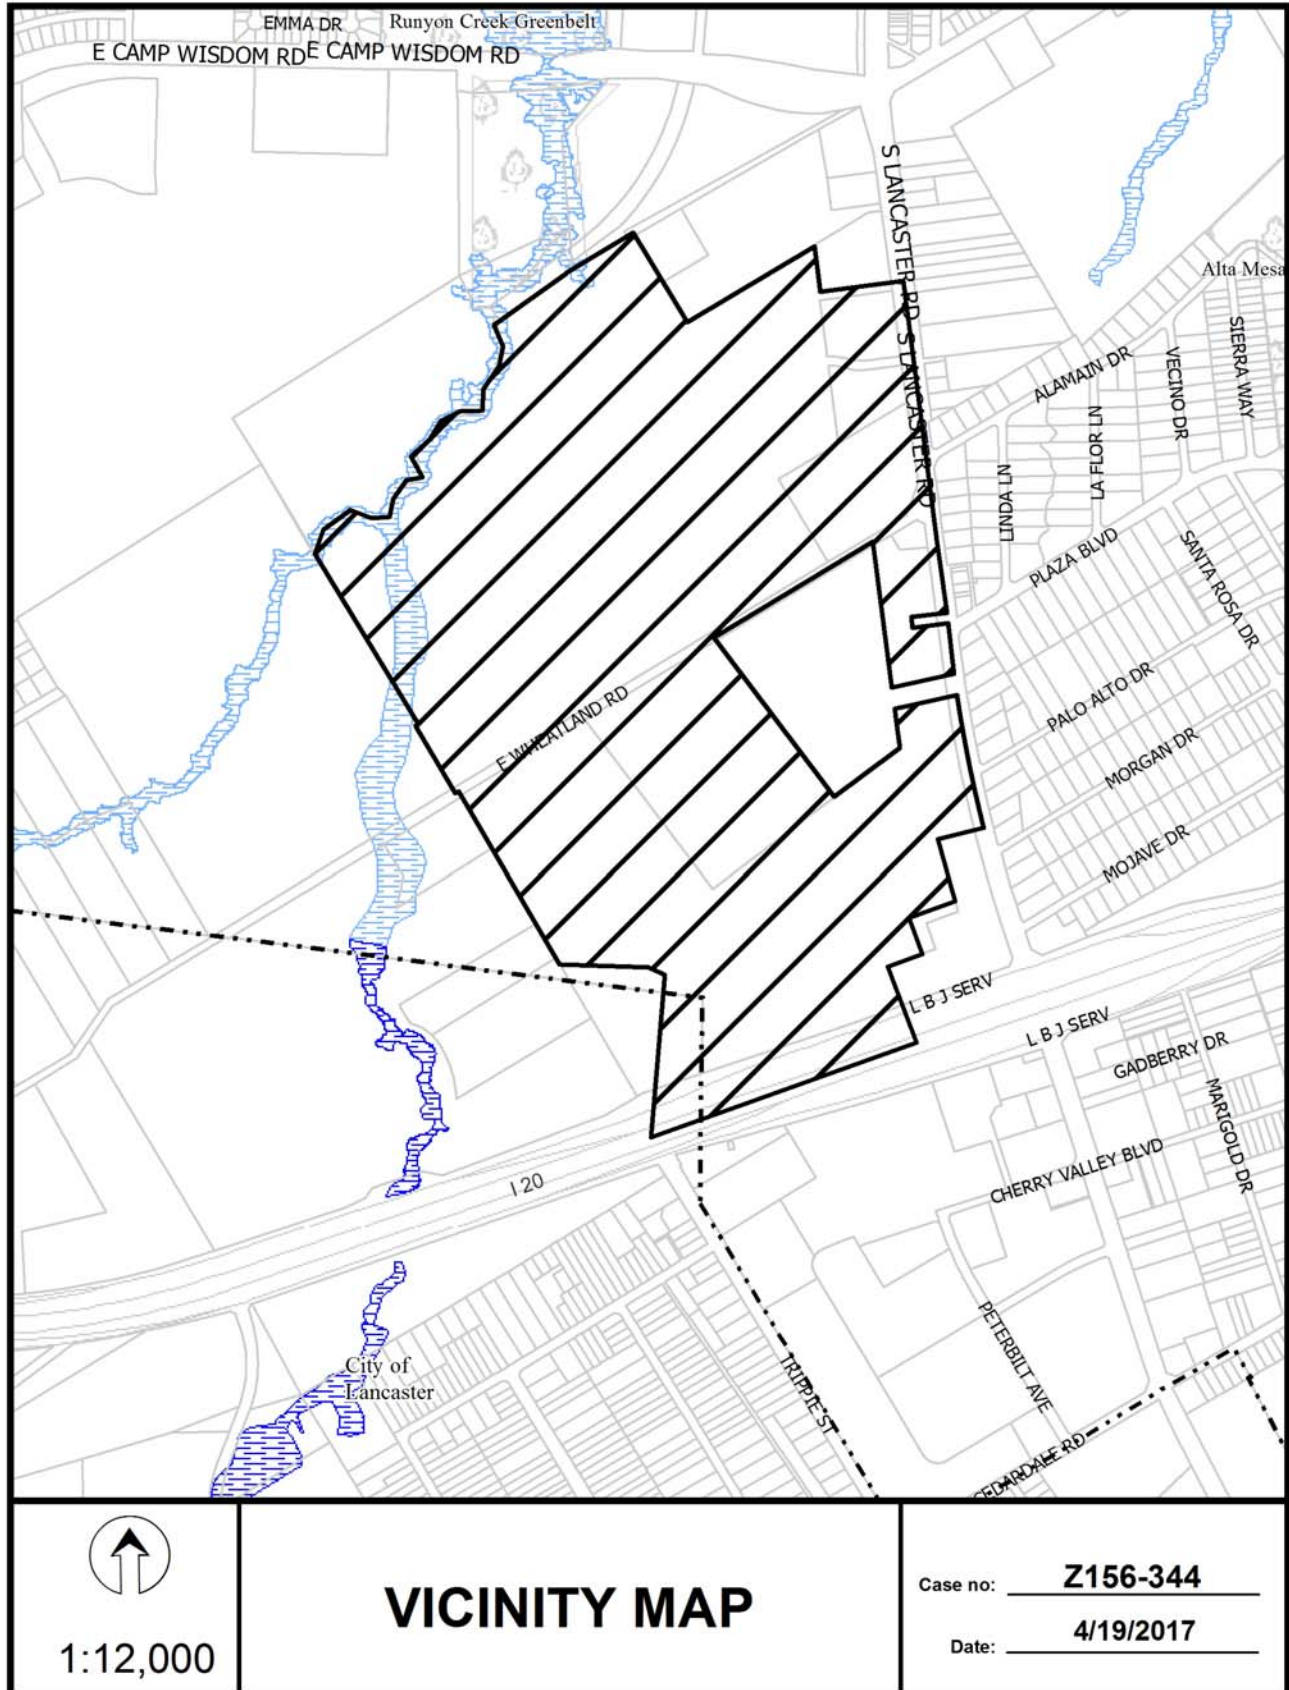 EMMA DR
Runyon Creek Greenbelt
E CAMP WISDOM RD
E CAMP WISDOM RD
S LANCASTER RD
S LANCASTER RD
Alta Mesa
SIERRA WAY
VECINO DR
ALAMAIN DR
LA FLOR LN
LINDA LN
PLAZA BLVD
SANTA ROSA DR
PALO ALTO DR
MORGAN DR
MOJAVE DR
E WHEATLAND RD
L B J SERV
L B J SERV
GADBERRY DR
MARIGOLD DR
CHERRY VALLEY BLVD
I 20
PETERBILT AVE
TRIPPIE ST
CEDARDALE RD
City of
Lancaster
1:12,000
VICINITY MAP
Case no: Z156-344
Date: 4/19/2017